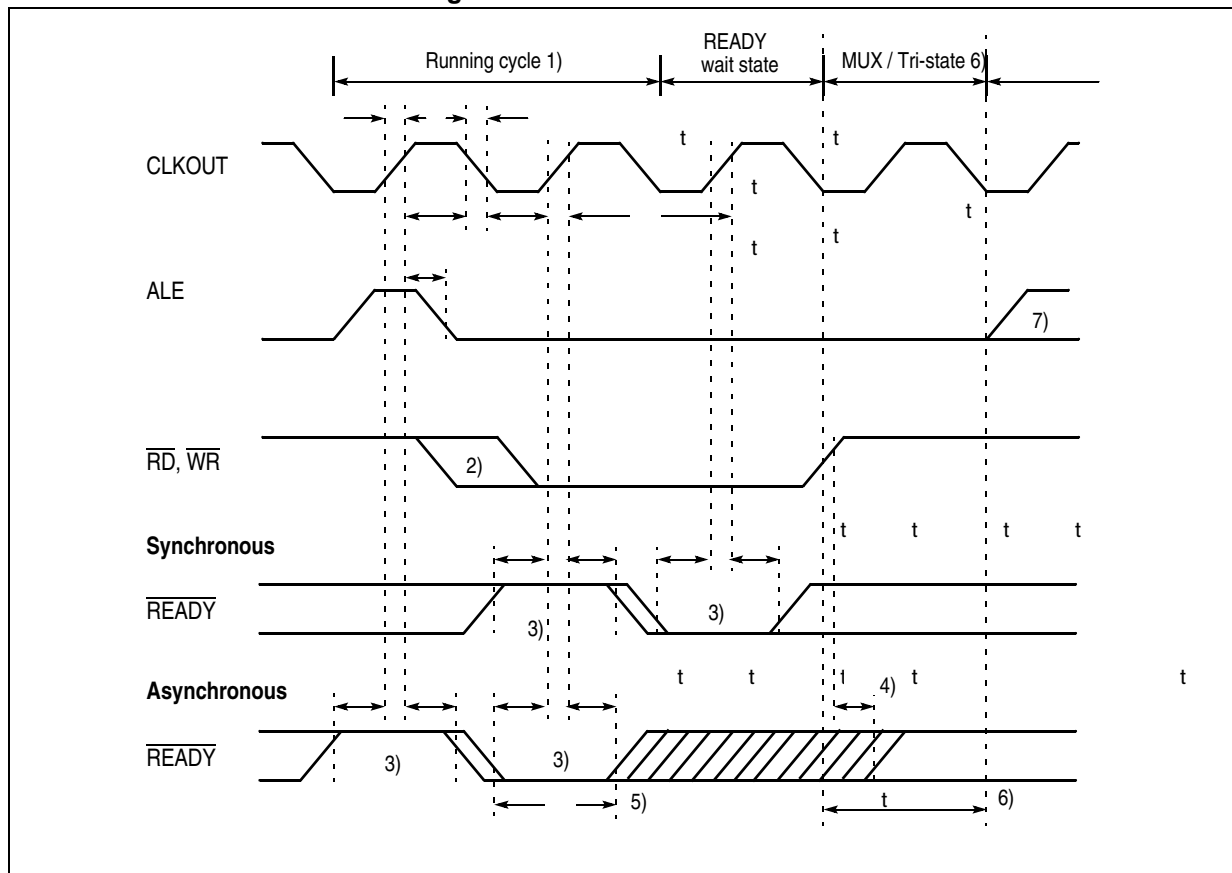 g
READY
Running cycle 1) wait state MUX / Tri-state 6)
t t
CLKOUT
t
t
t t
ALE
7)
RD, WR 2)
t t t t
Synchronous
READY 3) 3)
t t t t t
Asynchronous 4)
READY 3) 3)
5) t 6)